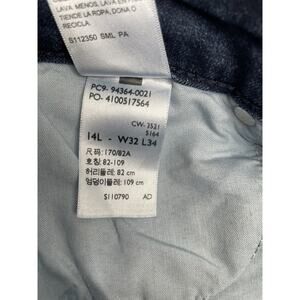 LAVA MENOS, LAVA EN FRÍO,
TIENDE LA ROPA, DONA O
RECICLA.
S112350 SML PA
PC9- 94364-0021
PO- 4100517564
CW-2521
5164
14L - W32 L34
尺码: 170/82A
호칭: 82-109
허리둘레: 82 cm
엉덩이둘레: 109 cm
S110790 AD